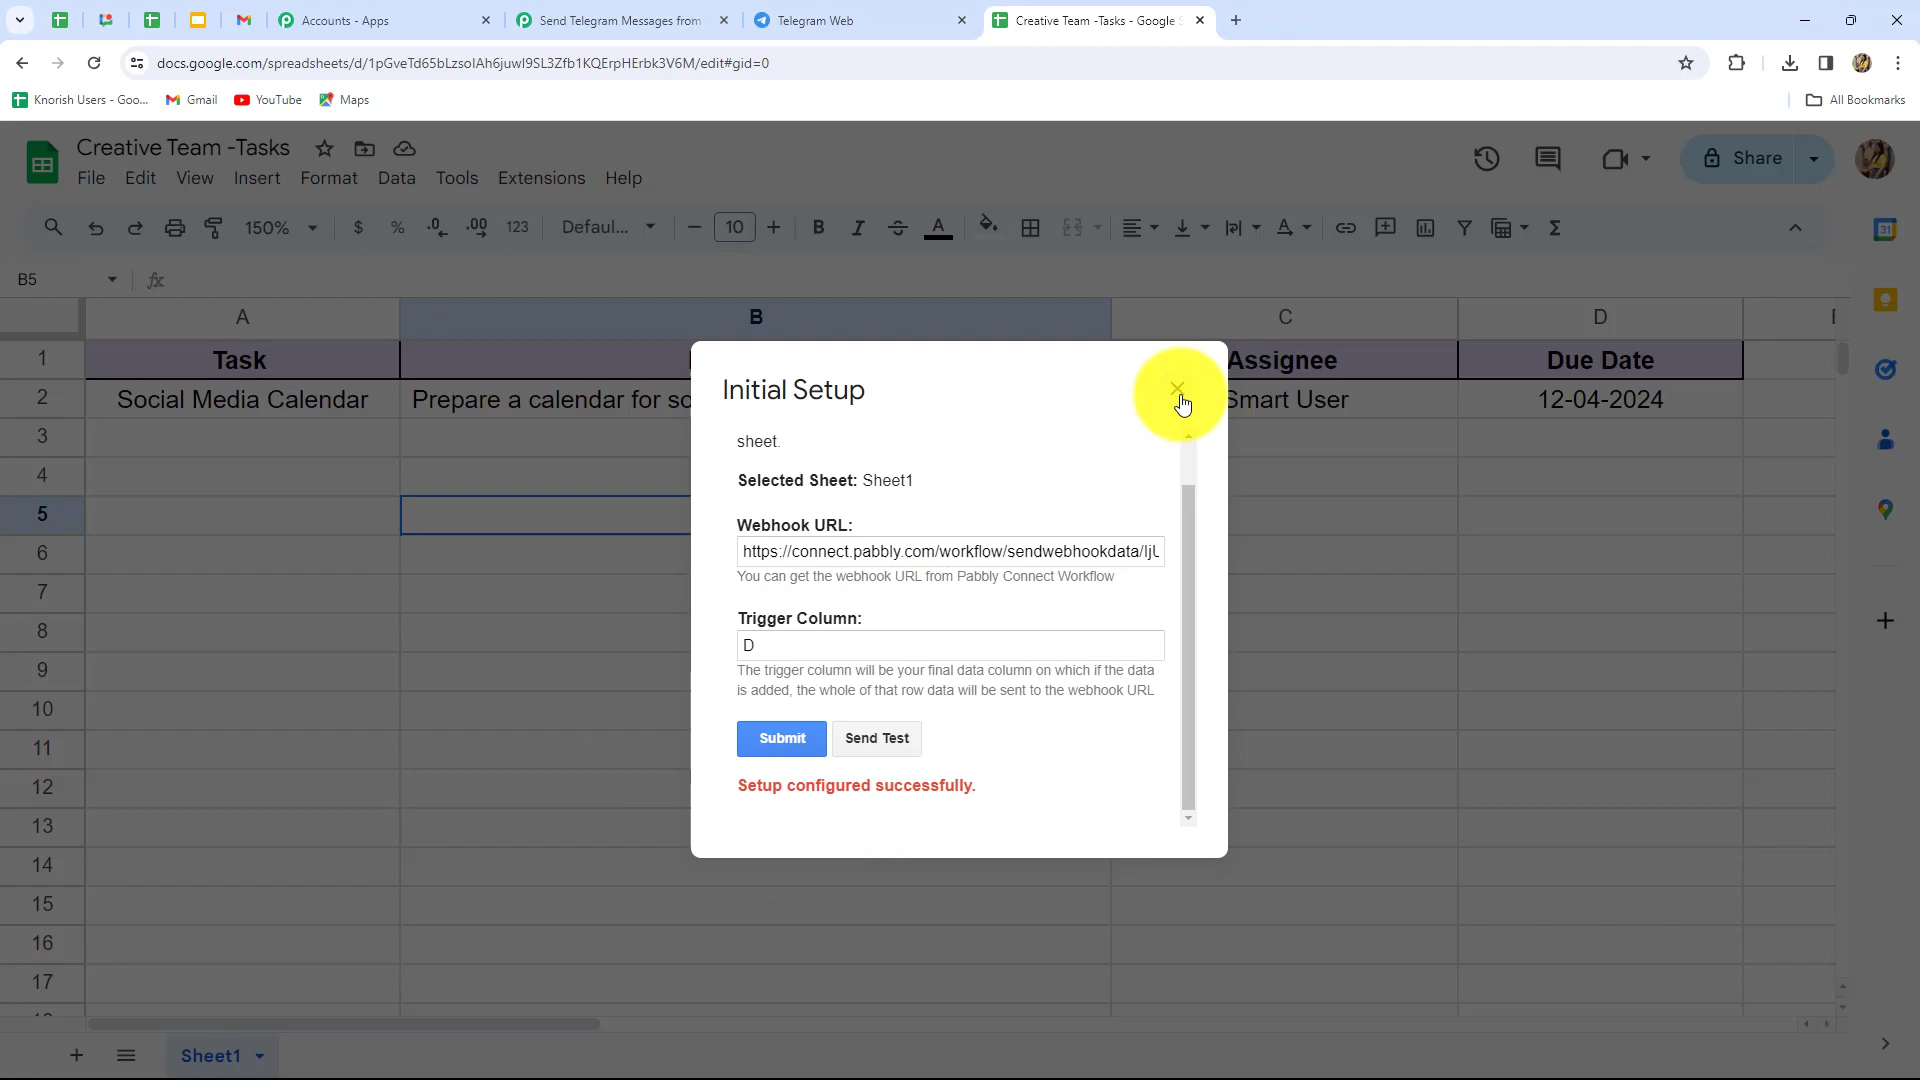 Accounts - Apps
Send Telegram Messages from
Telegram Web
Creative Team -Tasks - Google
docs.google.com/spreadsheets/d/1pGveTd65bLzsoIAh6juwI9SL3Zfb1KQErpHErbk3V6M/edit#gid=0
Knorish Users - Goo...
Gmail
YouTube
Maps
All Bookmarks
Creative Team -Tasks
Share
File Edit View Insert Format Data Tools Extensions Help
150% $ % .0 .00 123 Defaul... 10 B I A
31
B5 fx
A B C D
1 Task Assignee Due Date
2 Social Media Calendar Prepare a calendar for so Smart User 12-04-2024
3
4
5
6
7
8
9
10
11
12
13
14
15
16
17
Initial Setup
sheet.
Selected Sheet: Sheet1
Webhook URL:
https://connect.pabbly.com/workflow/sendwebhookdata/IjU
You can get the webhook URL from Pabbly Connect Workflow
Trigger Column:
D
The trigger column will be your final data column on which if the data
is added, the whole of that row data will be sent to the webhook URL
Submit Send Test
Setup configured successfully.
Sheet1